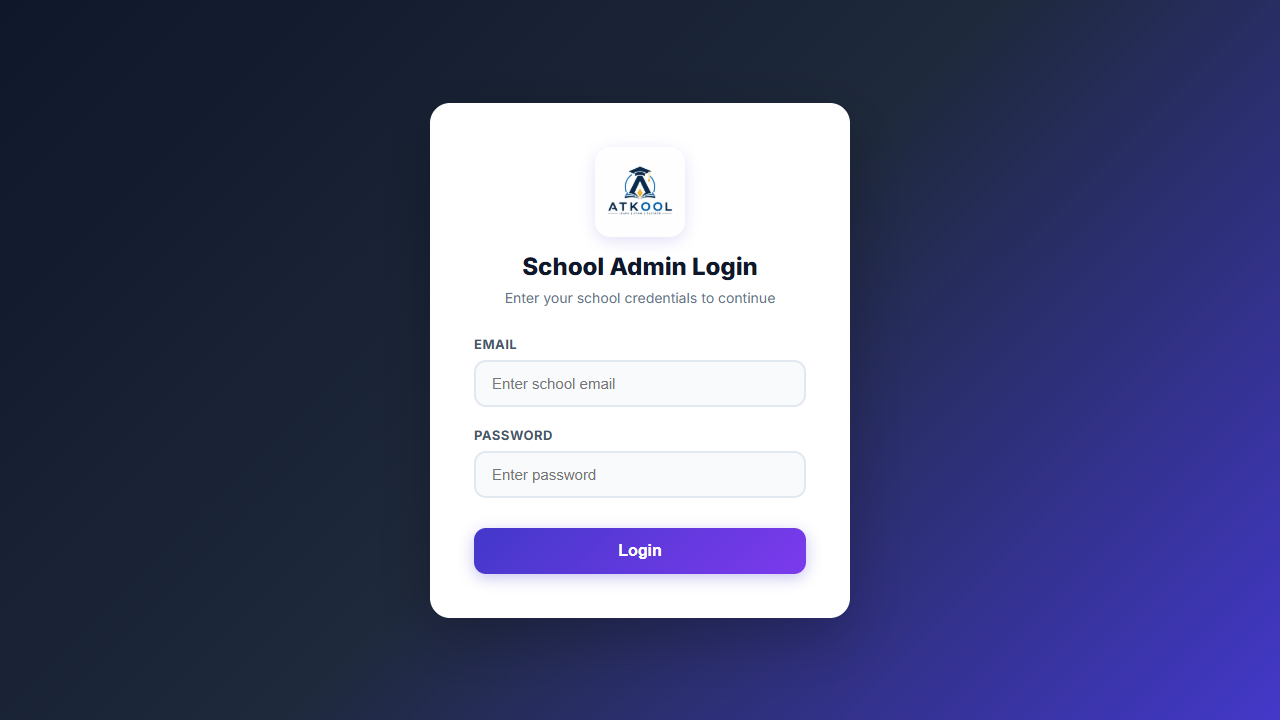 ATKOOL
School Admin Login
Enter your school credentials to continue
EMAIL
Enter school email
PASSWORD
Enter password
Login